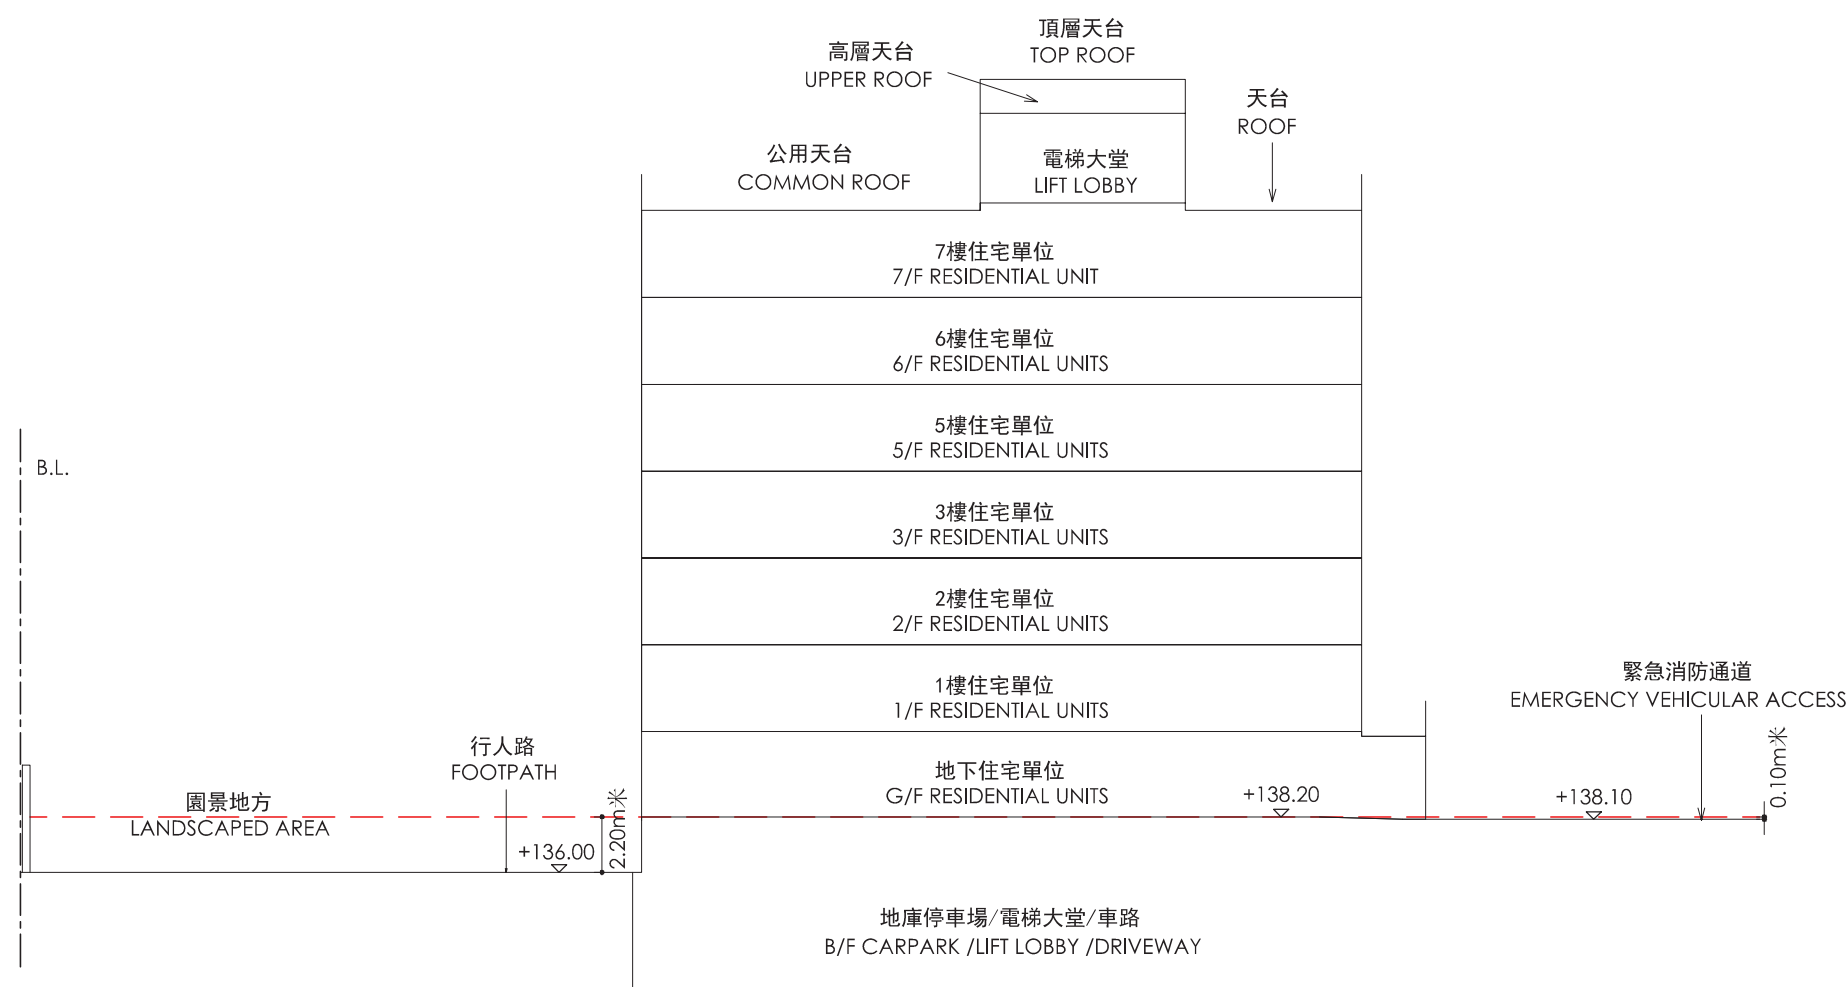 頂層天台
TOP ROOF
高層天台
UPPER ROOF
天台
ROOF
公用天台
COMMON ROOF
電梯大堂
LIFT LOBBY
7樓住宅單位
7/F RESIDENTIAL UNIT
6樓住宅單位
6/F RESIDENTIAL UNITS
5樓住宅單位
5/F RESIDENTIAL UNITS
B.L.
3樓住宅單位
3/F RESIDENTIAL UNITS
2樓住宅單位
2/F RESIDENTIAL UNITS
1樓住宅單位
1/F RESIDENTIAL UNITS
緊急消防通道
EMERGENCY VEHICULAR ACCESS
行人路
FOOTPATH
地下住宅單位
G/F RESIDENTIAL UNITS
+138.20
+138.10
0.10m米
園景地方
LANDSCAPED AREA
+136.00
2.20m米
地庫停車場/電梯大堂/車路
B/F CARPARK /LIFT LOBBY /DRIVEWAY